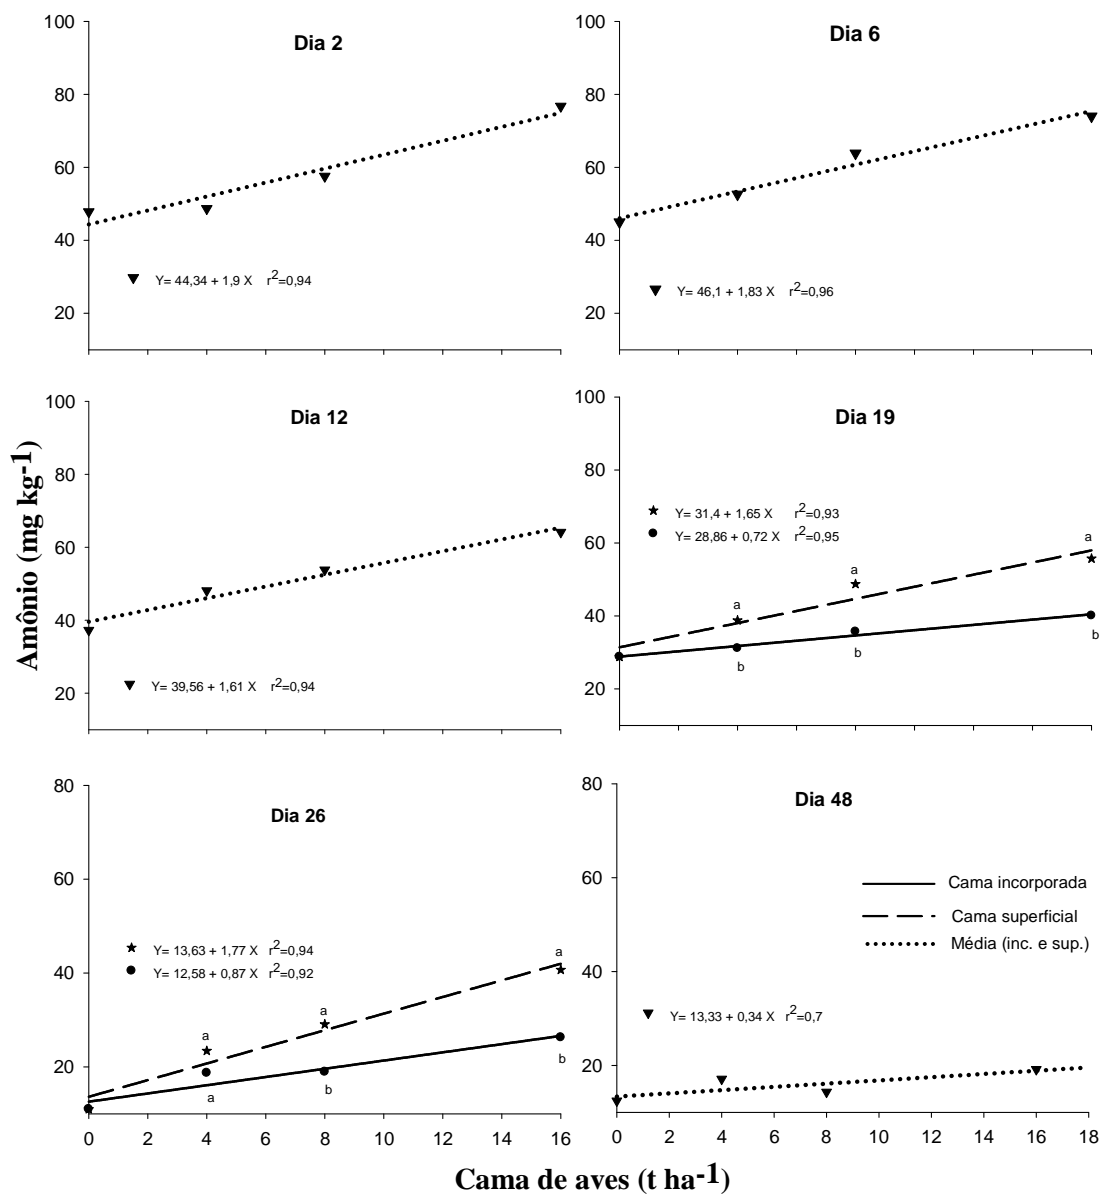 Amônio (mg kg-1)
Dia 2
100
80
60
40
20
Y= 44,34 + 1,9 X r2=0,94
Dia 6
100
80
60
40
20
Y= 46,1 + 1,83 X r2=0,96
Dia 12
100
80
60
40
20
Y= 39,56 + 1,61 X r2=0,94
Dia 19
100
80
60
40
20
Y= 31,4 + 1,65 X r2=0,93
Y= 28,86 + 0,72 X r2=0,95
a
a
a
b
b
b
Dia 26
80
60
40
20
Y= 13,63 + 1,77 X r2=0,94
Y= 12,58 + 0,87 X r2=0,92
a
a
a
a
b
b
0 2 4 6 8 10 12 14 16
Dia 48
80
60
40
20
Cama incorporada
Cama superficial
Média (inc. e sup.)
Y= 13,33 + 0,34 X r2=0,7
0 2 4 6 8 10 12 14 16 18
Cama de aves (t ha-1)